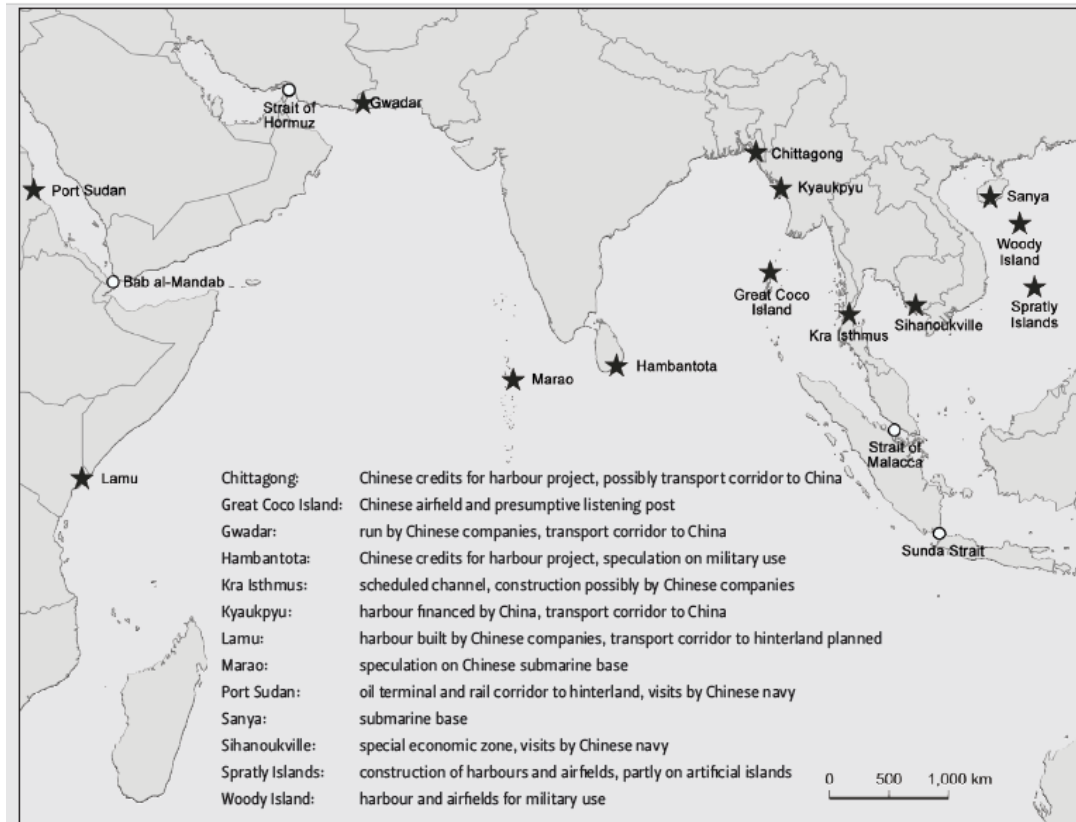 Strait of
Hormuz
Gwadar
Chittagong
Port Sudan
Kyaukpyu
Sanya
Woody
Island
Bab al-Mandab
Great Coco
Island
Spratly
Islands
Sihanoukville
Kra Isthmus
Hambantota
Marao
Strait of
Malacca
Lamu
Sunda Strait
Chittagong: Chinese credits for harbour project, possibly transport corridor to China
Great Coco Island: Chinese airfield and presumptive listening post
Gwadar: run by Chinese companies, transport corridor to China
Hambantota: Chinese credits for harbour project, speculation on military use
Kra Isthmus: scheduled channel, construction possibly by Chinese companies
Kyaukpyu: harbour financed by China, transport corridor to China
Lamu: harbour built by Chinese companies, transport corridor to hinterland planned
Marao: speculation on Chinese submarine base
Port Sudan: oil terminal and rail corridor to hinterland, visits by Chinese navy
Sanya: submarine base
Sihanoukville: special economic zone, visits by Chinese navy
Spratly Islands: construction of harbours and airfields, partly on artificial islands
Woody Island: harbour and airfields for military use
0 500 1,000 km